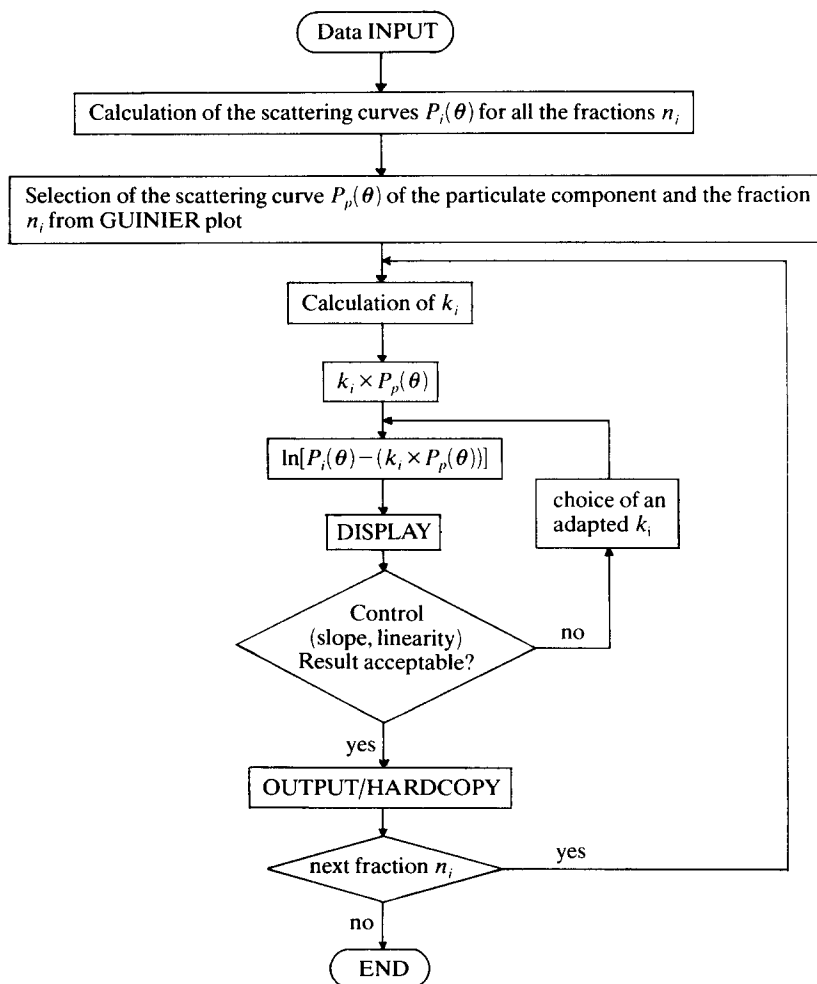 Data INPUT
Calculation of the scattering curves P_i(θ) for all the fractions n_i
Selection of the scattering curve P_p(θ) of the particulate component and the fraction
n_i from GUINIER plot
Calculation of k_i
k_i × P_p(θ)
ln[P_i(θ) − (k_i × P_p(θ))]
choice of an
adapted k_i
DISPLAY
Control
(slope, linearity)
Result acceptable?
no
yes
OUTPUT/HARDCOPY
next fraction n_i
yes
no
END